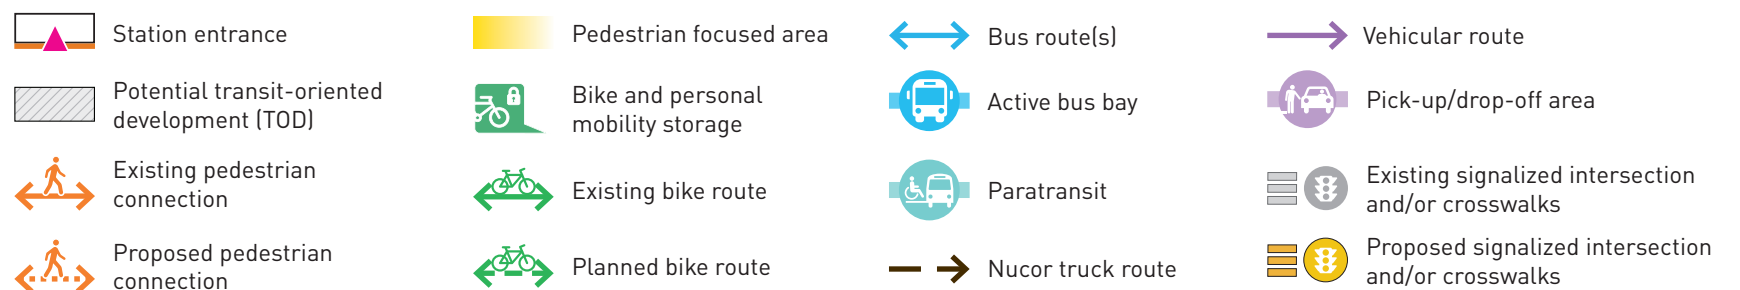 Station entrance
Potential transit-oriented
development (TOD)
Existing pedestrian
connection
Proposed pedestrian
connection
Pedestrian focused area
Bike and personal
mobility storage
Existing bike route
Planned bike route
Bus route(s)
Active bus bay
Paratransit
Nucor truck route
Vehicular route
Pick-up/drop-off area
Existing signalized intersection
and/or crosswalks
Proposed signalized intersection
and/or crosswalks